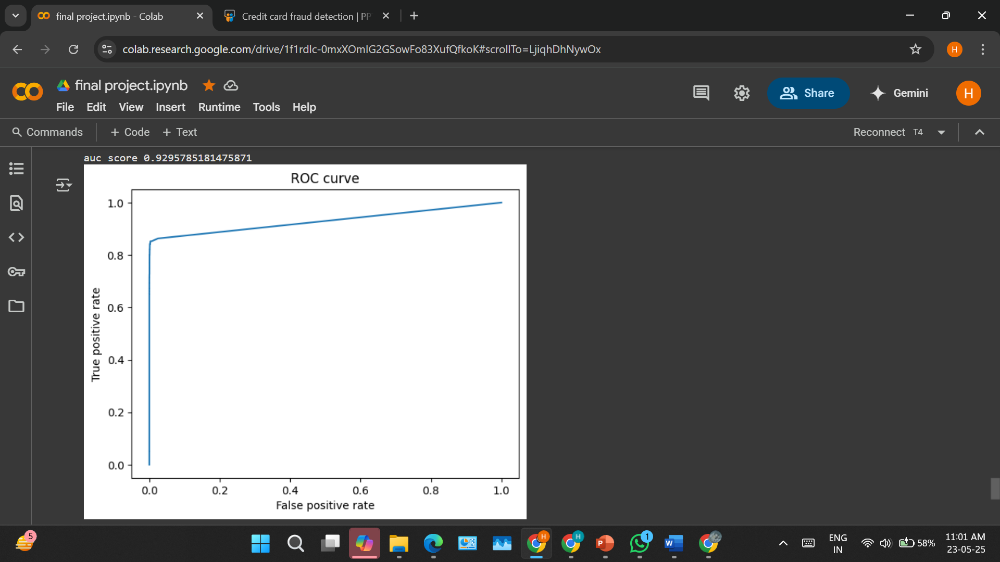 final project.ipynb - Colab
Credit card fraud detection | PP
colab.research.google.com/drive/1f1rdlc-0mxXOmIG2GSowFo83XufQfkoK#scrollTo=LjiqhDhNywOx
H
final project.ipynb
File Edit View Insert Runtime Tools Help
Share
Gemini
H
Commands
+ Code + Text
Reconnect T4
auc score 0.9295785181475871
ROC curve
1.0
0.8
0.6
0.4
0.2
0.0
True positive rate
0.0 0.2 0.4 0.6 0.8 1.0
False positive rate
5
H
H
P
1
W
ENG
IN
58%
11:01 AM
23-05-25